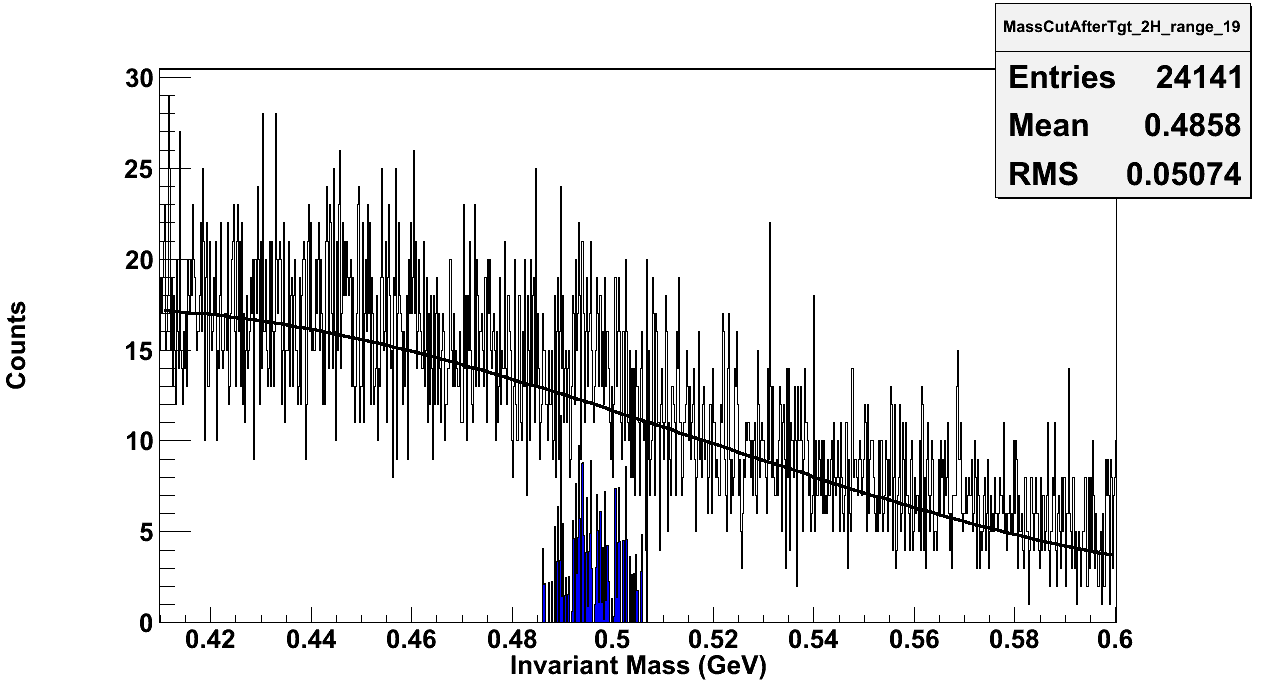 MassCutAfterTgt_2H_range_19
Entries 24141
Mean 0.4858
RMS 0.05074
30
25
20
15
10
5
0
Counts
0.42 0.44 0.46 0.48 0.5 0.52 0.54 0.56 0.58 0.6
Invariant Mass (GeV)